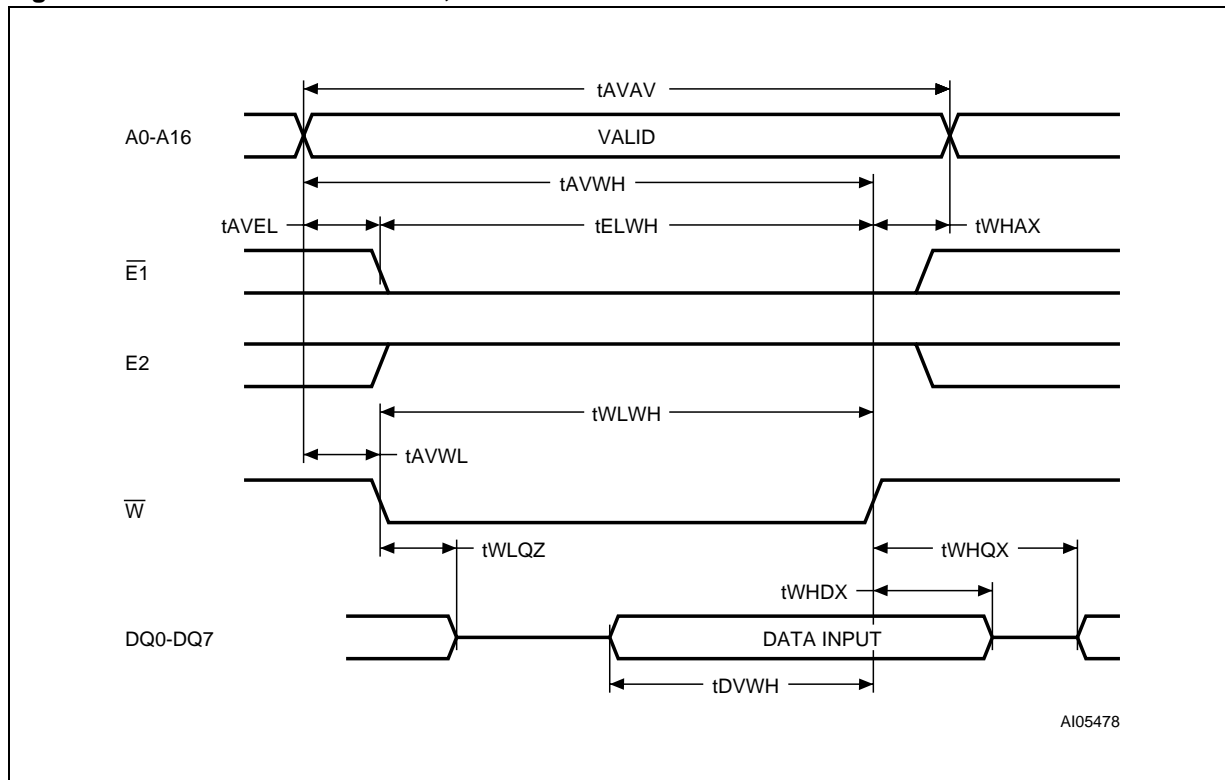 tAVAV
A0-A16
VALID
tAVWH
tAVEL
tELWH
tWHAX
E1
E2
tWLWH
tAVWL
W
tWLQZ
tWHQX
tWHDX
DQ0-DQ7
DATA INPUT
tDVWH
AI05478